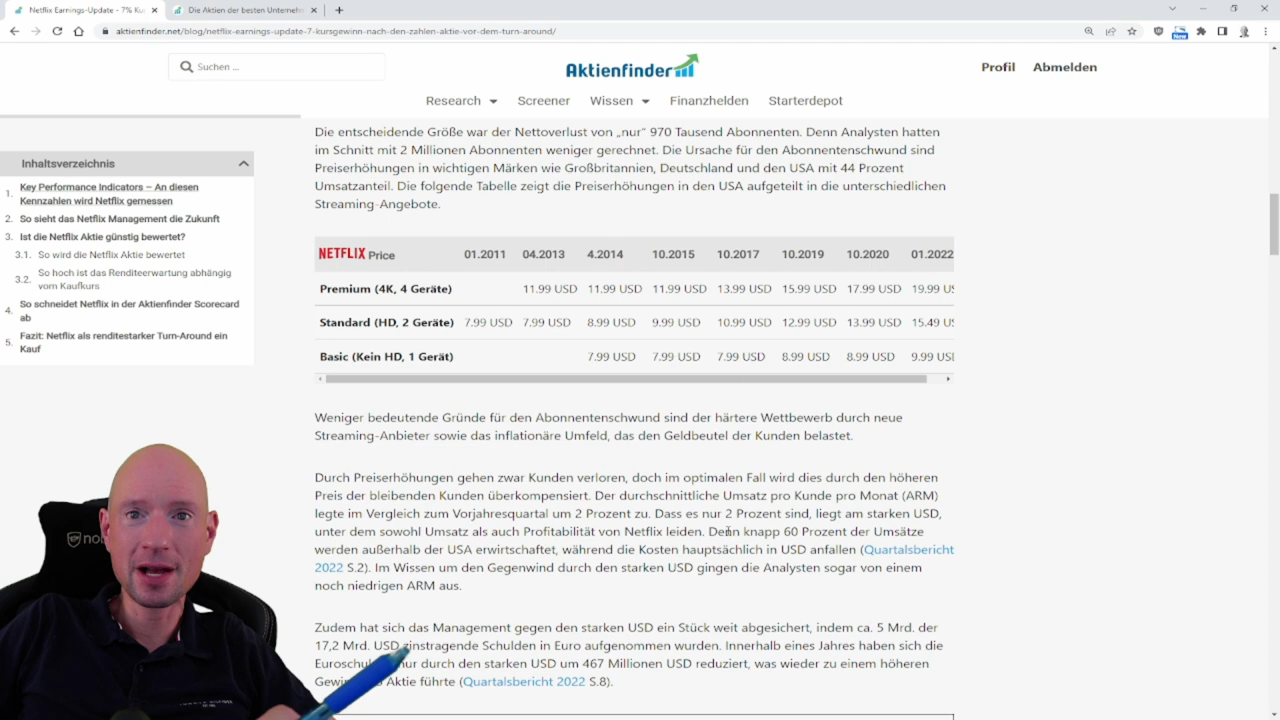 Netflix Earnings-Update - 7% Ku
Die Aktien der besten Unternehm
aktienfinder.net/blog/netflix-earnings-update-7-kursgewinn-nach-den-zahlen-aktie-vor-dem-turn-around/
New
Suchen ...
Aktienfinder
Profil Abmelden
Research Screener Wissen Finanzhelden Starterdepot
Inhaltsverzeichnis
1. Key Performance Indicators – An diesen
Kennzahlen wird Netflix gemessen
2. So sieht das Netflix Management die Zukunft
3. Ist die Netflix Aktie günstig bewertet?
3.1. So wird die Netflix Aktie bewertet
3.2. So hoch ist das Renditeerwartung abhängig
vom Kaufkurs
4. So schneidet Netflix in der Aktienfinder Scorecard
ab
5. Fazit: Netflix als renditestarker Turn-Around ein
Kauf
Die entscheidende Größe war der Nettoverlust von „nur“ 970 Tausend Abonnenten. Denn Analysten hatten
im Schnitt mit 2 Millionen Abonnenten weniger gerechnet. Die Ursache für den Abonnentenschwund sind
Preiserhöhungen in wichtigen Märken wie Großbritannien, Deutschland und den USA mit 44 Prozent
Umsatzanteil. Die folgende Tabelle zeigt die Preiserhöhungen in den USA aufgeteilt in die unterschiedlichen
Streaming-Angebote.
NETFLIX Price 01.2011 04.2013 4.2014 10.2015 10.2017 10.2019 10.2020 01.2022
Premium (4K, 4 Geräte) 11.99 USD 11.99 USD 11.99 USD 13.99 USD 15.99 USD 17.99 USD 19.99 US
Standard (HD, 2 Geräte) 7.99 USD 7.99 USD 8.99 USD 9.99 USD 10.99 USD 12.99 USD 13.99 USD 15.49 US
Basic (Kein HD, 1 Gerät) 7.99 USD 7.99 USD 7.99 USD 8.99 USD 8.99 USD 9.99 USD
Weniger bedeutende Gründe für den Abonnentenschwund sind der härtere Wettbewerb durch neue
Streaming-Anbieter sowie das inflationäre Umfeld, das den Geldbeutel der Kunden belastet.
Durch Preiserhöhungen gehen zwar Kunden verloren, doch im optimalen Fall wird dies durch den höheren
Preis der bleibenden Kunden überkompensiert. Der durchschnittliche Umsatz pro Kunde pro Monat (ARM)
legte im Vergleich zum Vorjahresquartal um 2 Prozent zu. Dass es nur 2 Prozent sind, liegt am starken USD,
unter dem sowohl Umsatz als auch Profitabilität von Netflix leiden. Denn knapp 60 Prozent der Umsätze
werden außerhalb der USA erwirtschaftet, während die Kosten hauptsächlich in USD anfallen (Quartalsbericht
2022 S.2). Im Wissen um den Gegenwind durch den starken USD gingen die Analysten sogar von einem
noch niedrigen ARM aus.
Zudem hat sich das Management gegen den starken USD ein Stück weit abgesichert, indem ca. 5 Mrd. der
17,2 Mrd. USD zinstragende Schulden in Euro aufgenommen wurden. Innerhalb eines Jahres haben sich die
Euroschul nur durch den starken USD um 467 Millionen USD reduziert, was wieder zu einem höheren
Gewi Aktie führte (Quartalsbericht 2022 S.8).